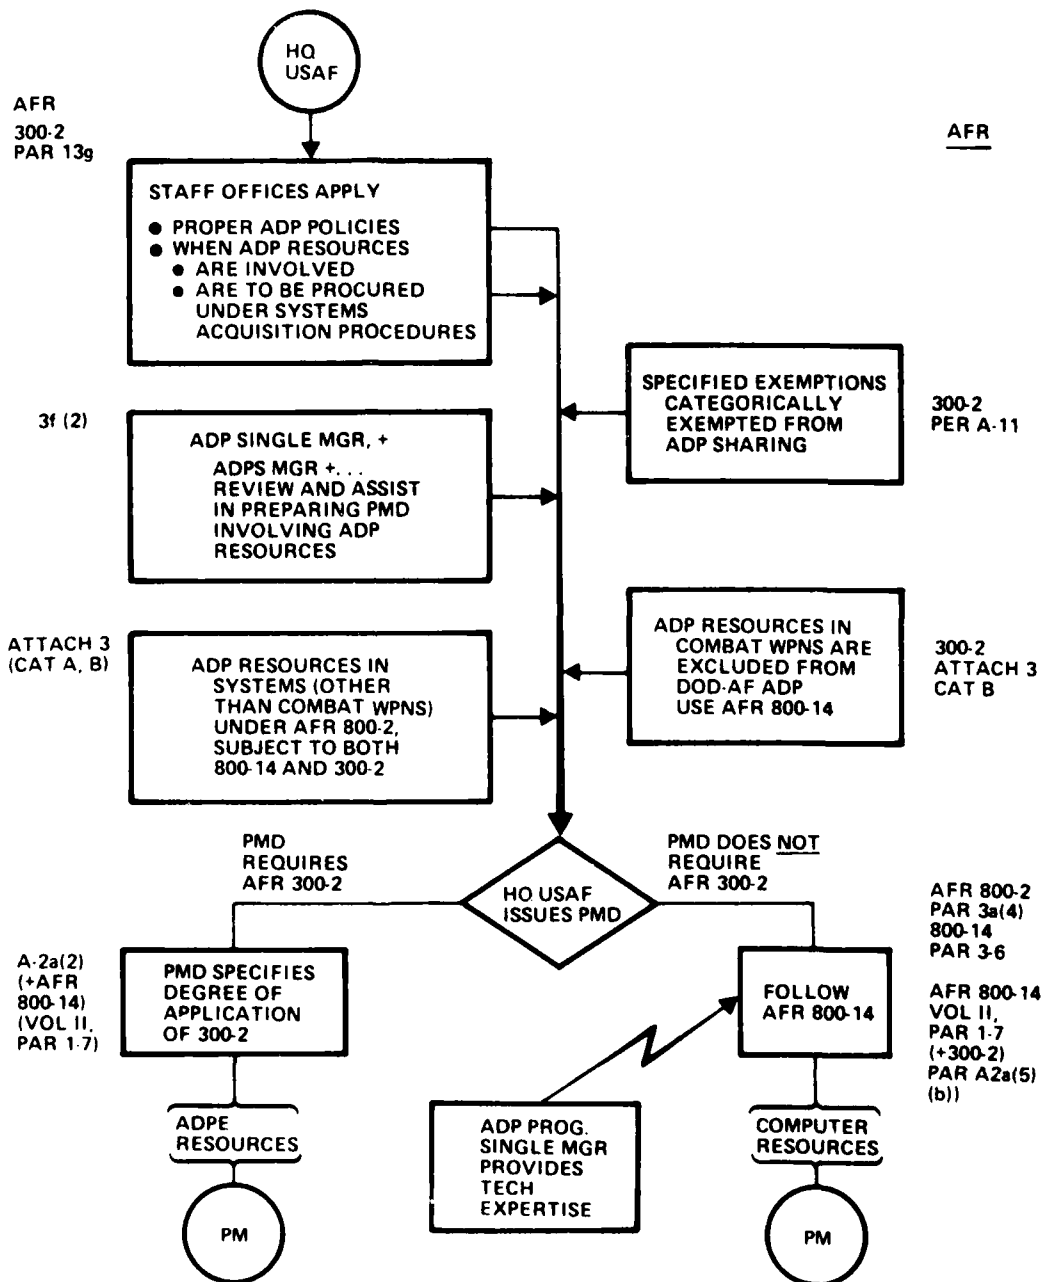 HQ
USAF
AFR
300-2
PAR 13g
AFR
STAFF OFFICES APPLY
● PROPER ADP POLICIES
● WHEN ADP RESOURCES
● ARE INVOLVED
● ARE TO BE PROCURED
UNDER SYSTEMS
ACQUISITION PROCEDURES
SPECIFIED EXEMPTIONS
CATEGORICALLY
EXEMPTED FROM
ADP SHARING
300-2
PER A-11
3f (2)
ADP SINGLE MGR, +
ADPS MGR +...
REVIEW AND ASSIST
IN PREPARING PMD
INVOLVING ADP
RESOURCES
ADP RESOURCES IN
COMBAT WPNS ARE
EXCLUDED FROM
DOD-AF ADP
USE AFR 800-14
300-2
ATTACH 3
CAT B
ATTACH 3
(CAT A, B)
ADP RESOURCES IN
SYSTEMS (OTHER
THAN COMBAT WPNS)
UNDER AFR 800-2,
SUBJECT TO BOTH
800-14 AND 300-2
PMD
REQUIRES
AFR 300-2
HQ USAF
ISSUES PMD
PMD DOES NOT
REQUIRE
AFR 300-2
AFR 800-2
PAR 3a(4)
800-14
PAR 3-6
A-2a(2)
(+AFR
800-14)
(VOL II,
PAR 1-7)
PMD SPECIFIES
DEGREE OF
APPLICATION
OF 300-2
FOLLOW
AFR 800-14
AFR 800-14
VOL II,
PAR 1-7
(+300-2)
PAR A2a(5)
(b))
ADPE
RESOURCES
ADP PROG.
SINGLE MGR
PROVIDES
TECH
EXPERTISE
COMPUTER
RESOURCES
PM
PM